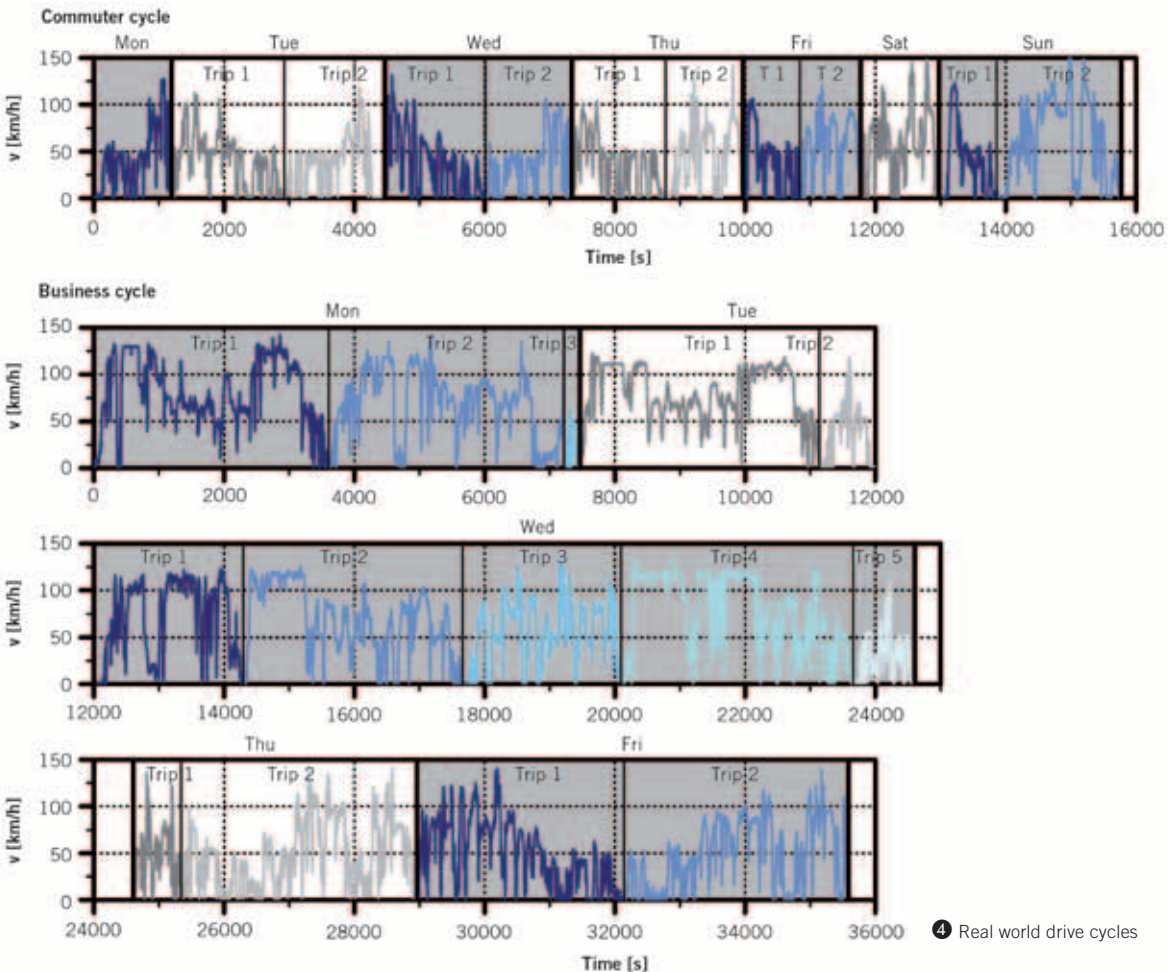 Commuter cycle
Mon Tue Wed Thu Fri Sat Sun
Trip 1 Trip 2 Trip 1 Trip 2 Trip 1 Trip 2 T 1 T 2 Trip 1 Trip 2
150
100
50
0
v [km/h]
0 2000 4000 6000 8000 10000 12000 14000 16000
Time [s]
Business cycle
Mon Tue
Trip 1 Trip 2 Trip 3 Trip 1 Trip 2
150
100
50
0
v [km/h]
0 2000 4000 6000 8000 10000 12000
Wed
Trip 1 Trip 2 Trip 3 Trip 4 Trip 5
150
100
50
0
v [km/h]
12000 14000 16000 18000 20000 22000 24000
Thu Fri
Trip 1 Trip 2 Trip 1 Trip 2
150
100
50
0
v [km/h]
24000 26000 28000 30000 32000 34000 36000
Time [s]
4 Real world drive cycles